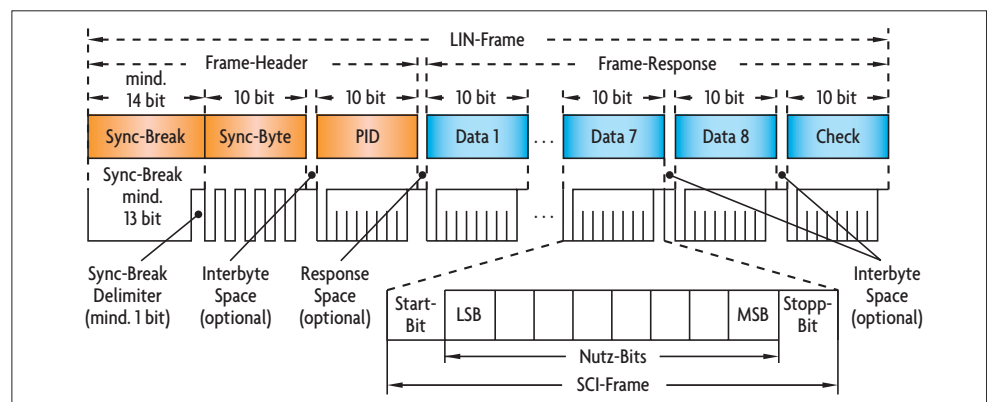 LIN-Frame
Frame-Header
Frame-Response
mind.
14 bit
10 bit
10 bit
10 bit
10 bit
10 bit
10 bit
Sync-Break
Sync-Byte
PID
Data 1
...
Data 7
Data 8
Check
Sync-Break
mind.
13 bit
...
Sync-Break
Delimiter
(mind. 1 bit)
Interbyte
Space
(optional)
Response
Space
(optional)
Interbyte
Space
(optional)
Start-
Bit
LSB
MSB
Stopp-
Bit
Nutz-Bits
SCI-Frame